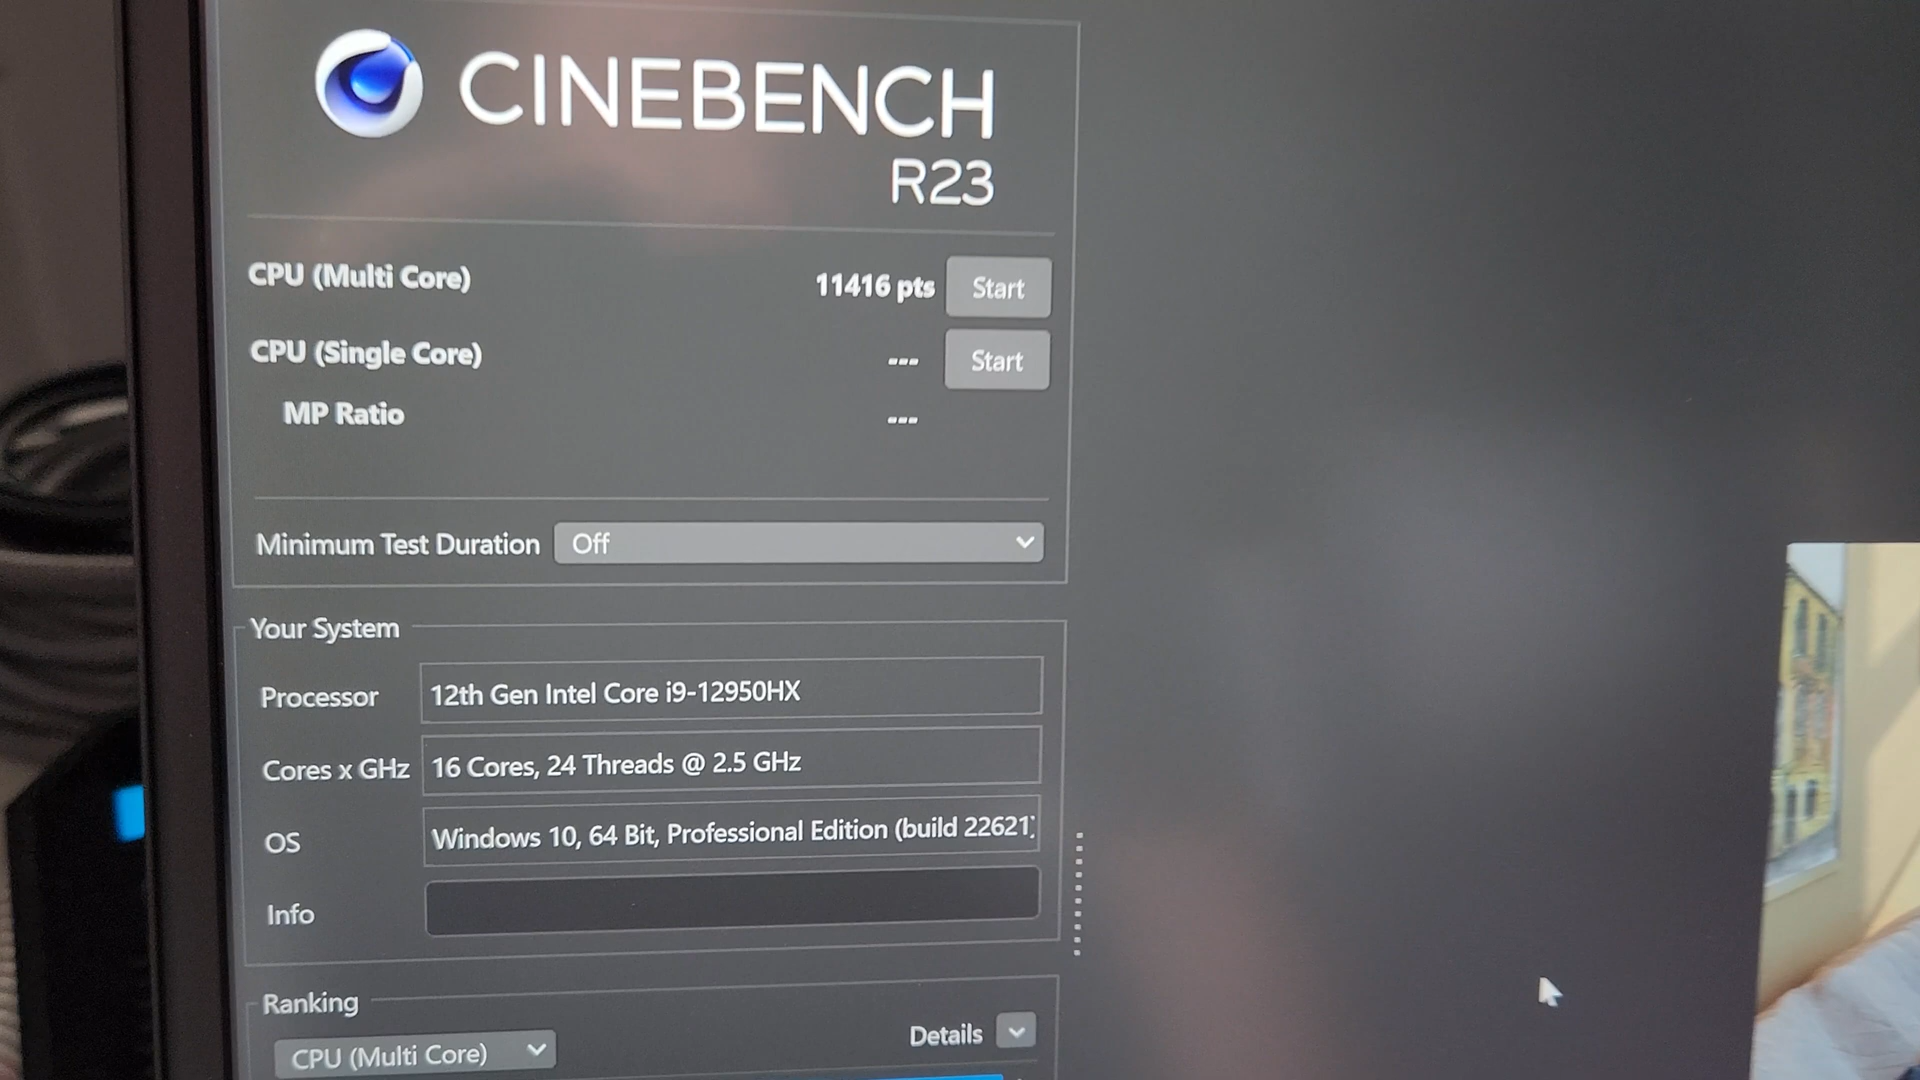 CINEBENCH
R23
CPU (Multi Core) 11416 pts Start
CPU (Single Core) --- Start
MP Ratio ---
Minimum Test Duration Off
Your System
Processor 12th Gen Intel Core i9-12950HX
Cores x GHz 16 Cores, 24 Threads @ 2.5 GHz
OS Windows 10, 64 Bit, Professional Edition (build 22621)
Info
Ranking
CPU (Multi Core) Details